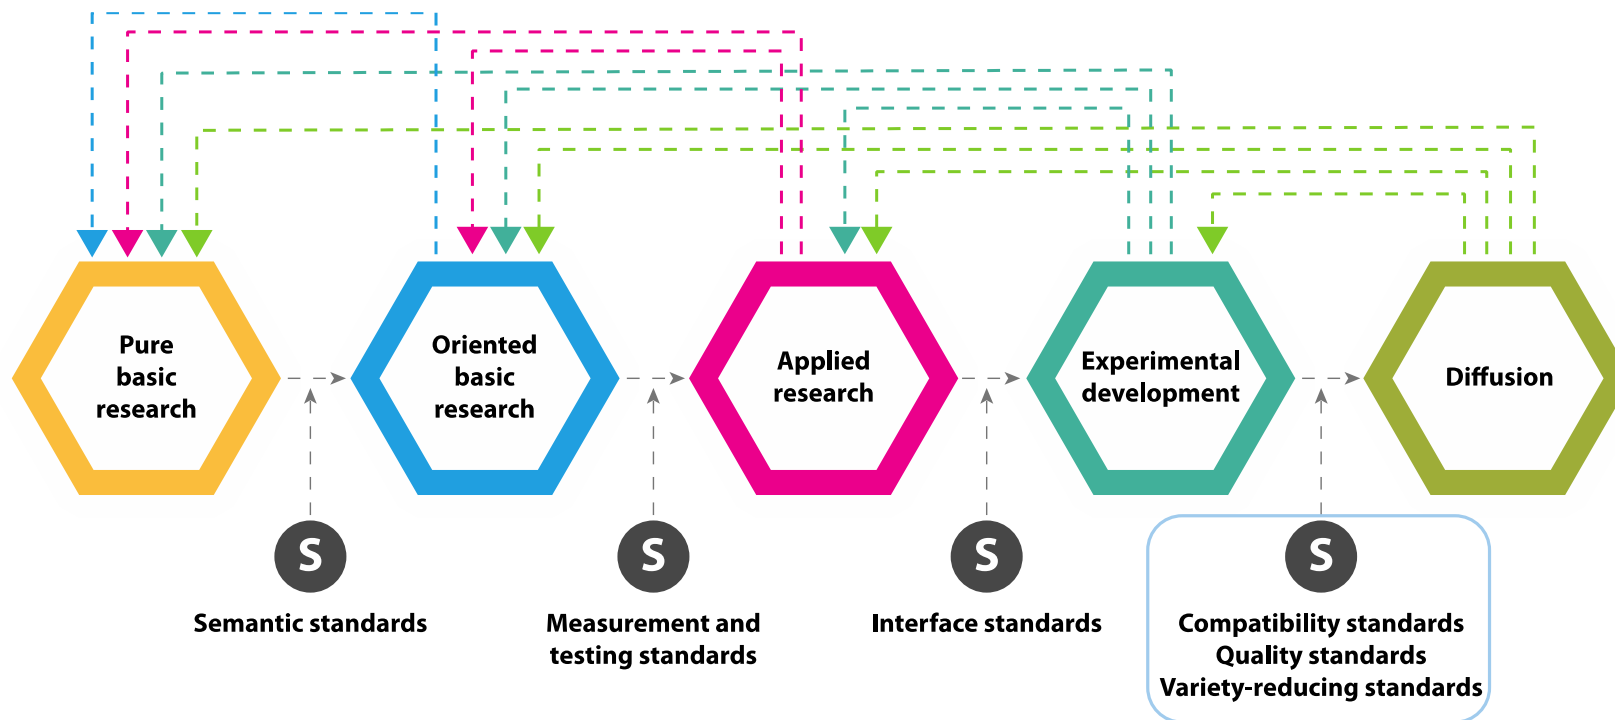 Pure
basic
research
Oriented
basic
research
Applied
research
Experimental
development
Diffusion
S
S
S
S
Semantic standards
Measurement and
testing standards
Interface standards
Compatibility standards
Quality standards
Variety-reducing standards